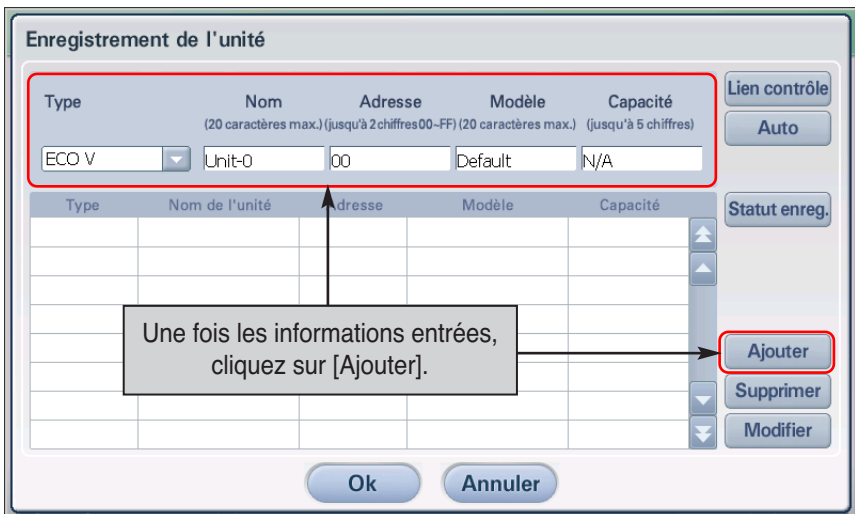 Enregistrement de l'unité
Type Nom Adresse Modèle Capacité
(20 caractères max.) (jusqu'à 2 chiffres00~FF) (20 caractères max.) (jusqu'à 5 chiffres)
ECO V Unit-0 00 Default N/A
Lien contrôle
Auto
Type Nom de l'unité Adresse Modèle Capacité
Statut enreg.
Une fois les informations entrées,
cliquez sur [Ajouter].
Ajouter
Supprimer
Modifier
Ok Annuler